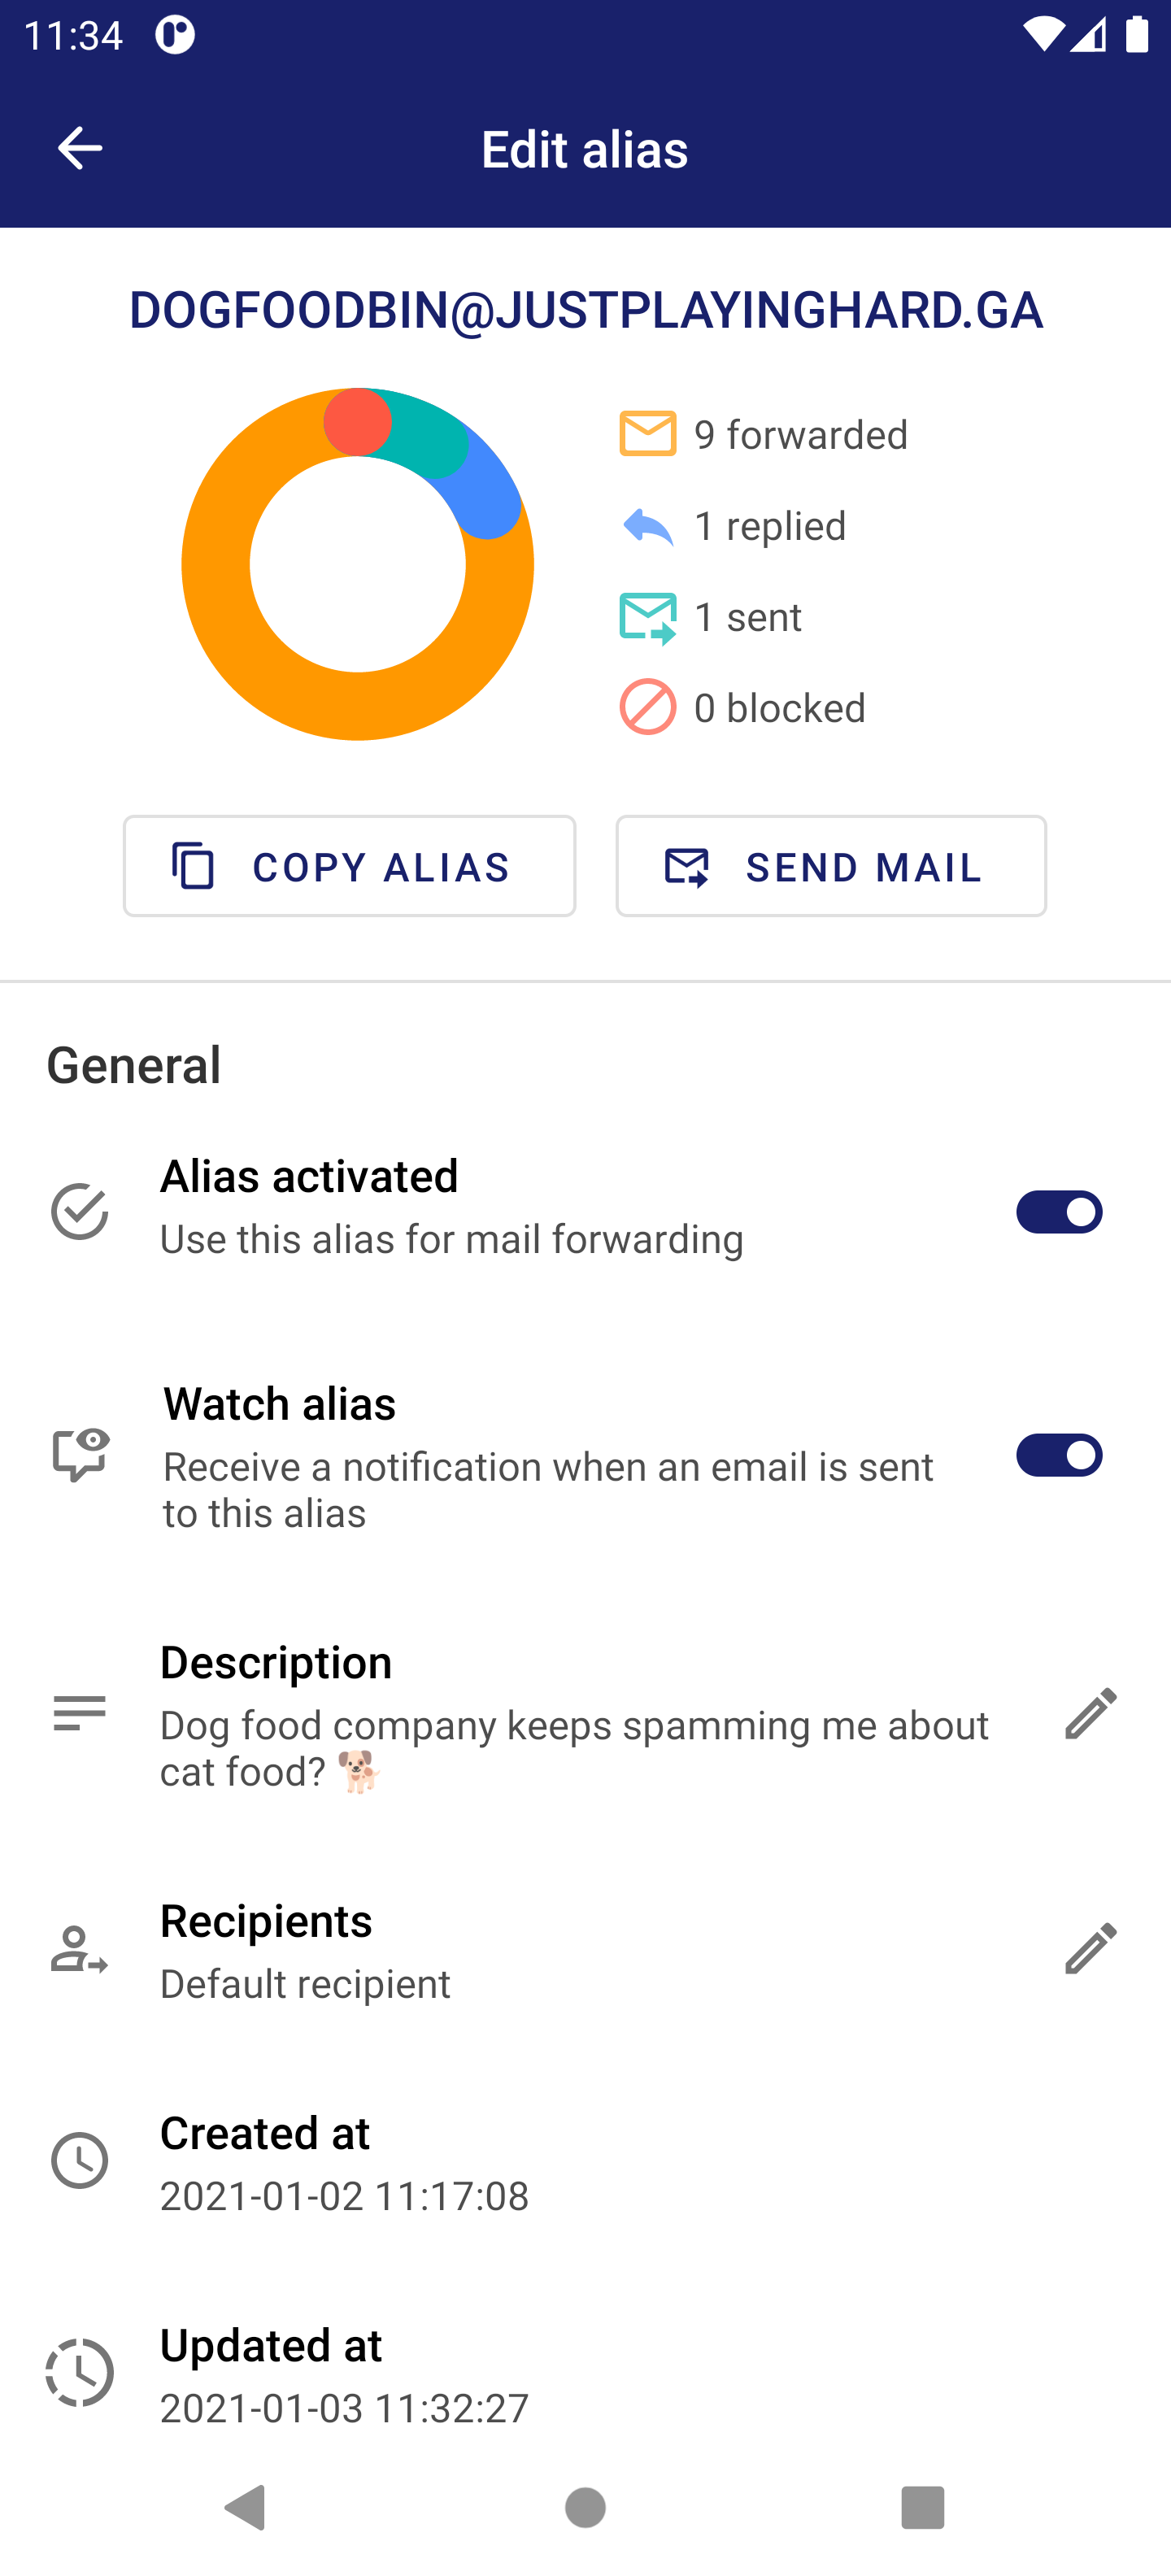 11:34
Edit alias
DOGFOODBIN@JUSTPLAYINGHARD.GA
9 forwarded
1 replied
1 sent
0 blocked
COPY ALIAS
SEND MAIL
General
Alias activated
Use this alias for mail forwarding
Watch alias
Receive a notification when an email is sent
to this alias
Description
Dog food company keeps spamming me about
cat food? 🐕
Recipients
Default recipient
Created at
2021-01-02 11:17:08
Updated at
2021-01-03 11:32:27